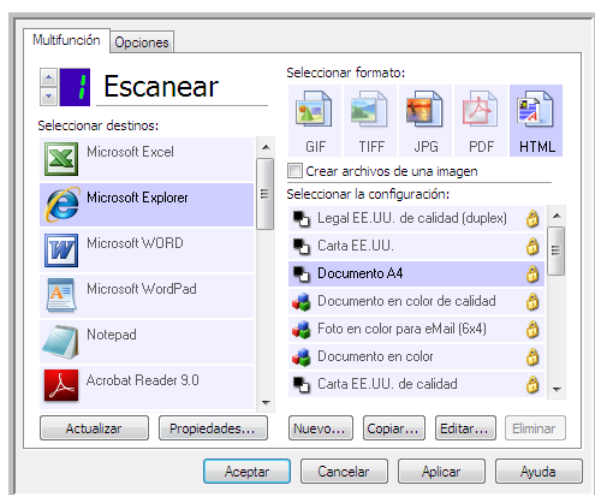 Multifunción Opciones
1 Escanear
Seleccionar destinos:
Microsoft Excel
Microsoft Explorer
Microsoft WORD
Microsoft WordPad
Notepad
Acrobat Reader 9.0
Actualizar Propiedades...
Seleccionar formato:
GIF TIFF JPG PDF HTML
Crear archivos de una imagen
Seleccionar la configuración:
Legal EE.UU. de calidad (duplex)
Carta EE.UU.
Documento A4
Documento en color de calidad
Foto en color para eMail (6x4)
Documento en color
Carta EE.UU. de calidad
Nuevo... Copiar... Editar... Eliminar
Aceptar Cancelar Aplicar Ayuda